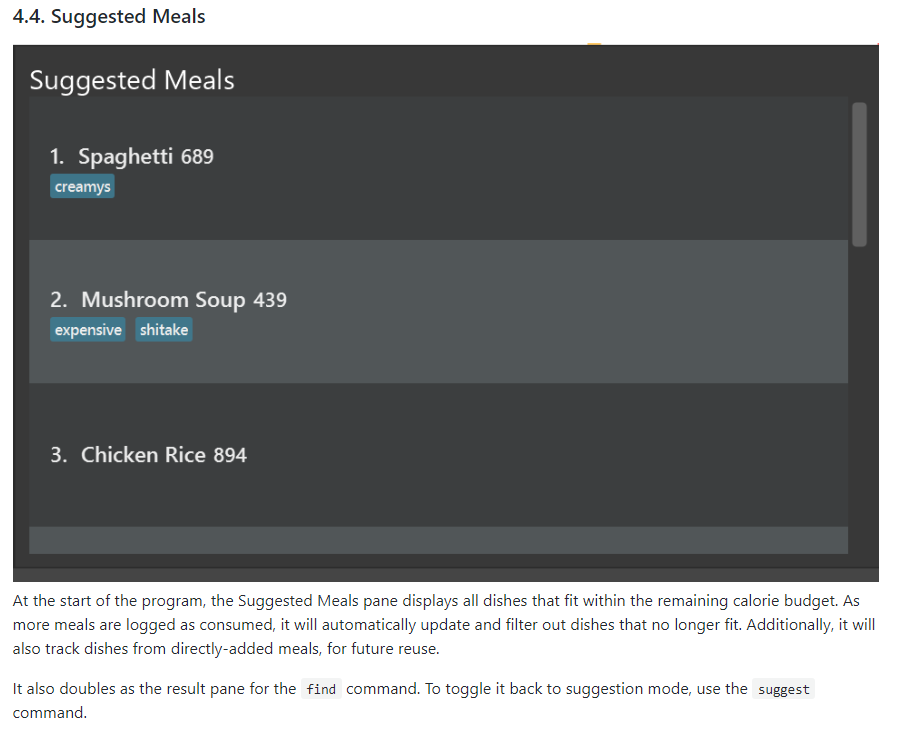 4.4. Suggested Meals
Suggested Meals
1. Spaghetti 689
creamys
2. Mushroom Soup 439
expensive shitake
3. Chicken Rice 894
At the start of the program, the Suggested Meals pane displays all dishes that fit within the remaining calorie budget. As
more meals are logged as consumed, it will automatically update and filter out dishes that no longer fit. Additionally, it will
also track dishes from directly-added meals, for future reuse.
It also doubles as the result pane for the find command. To toggle it back to suggestion mode, use the suggest
command.